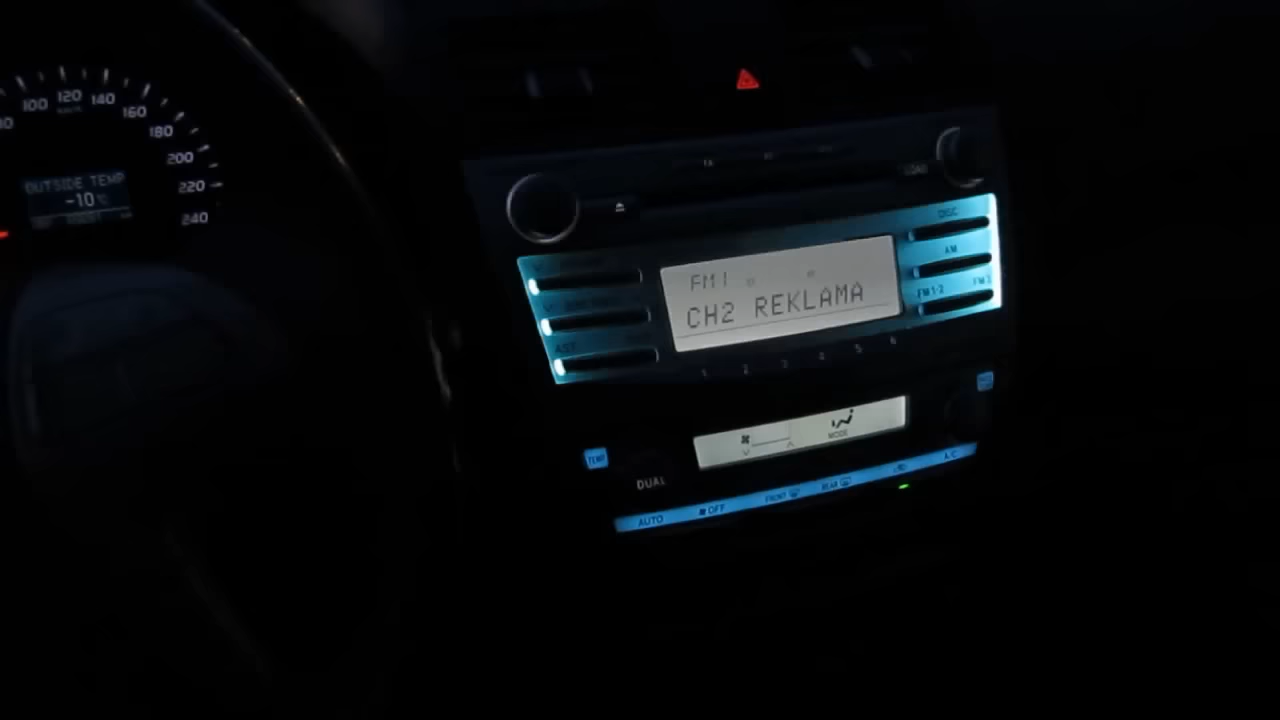 100 120 140
160
180
200
220
240
OUTSIDE TEMP
-10°C
DISC
AM
FM1-2
AST
FM1
CH2 REKLAMA
1 2 3 4 5 6
MODE
TEMP
DUAL
AUTO OFF FRONT REAR A/C